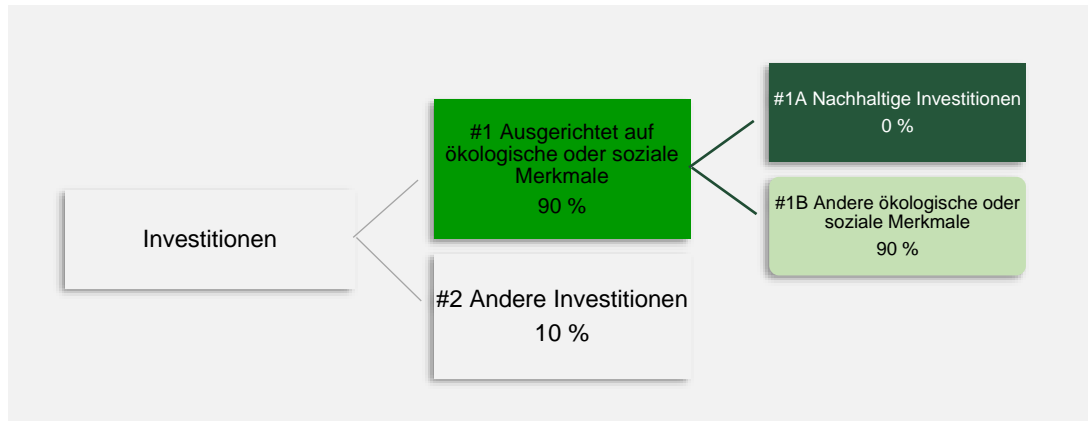 Investitionen
#1 Ausgerichtet auf
ökologische oder soziale
Merkmale
90 %
#2 Andere Investitionen
10 %
#1A Nachhaltige Investitionen
0 %
#1B Andere ökologische oder
soziale Merkmale
90 %